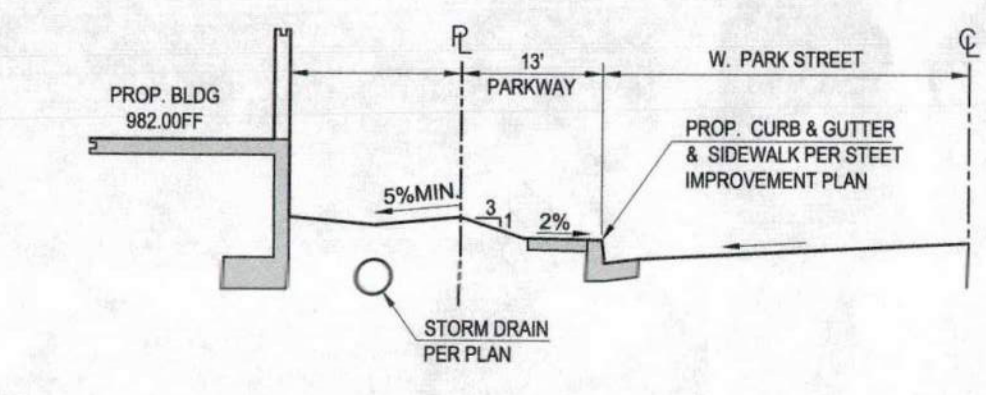 PL
13'
PARKWAY
W. PARK STREET
CL
PROP. BLDG
982.00FF
PROP. CURB & GUTTER
& SIDEWALK PER STEET
IMPROVEMENT PLAN
5%MIN.
3
1
2%
STORM DRAIN
PER PLAN